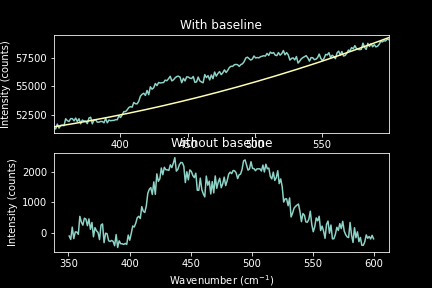 With baseline
Intensity (counts)
57500
55000
52500
400 450 500 550
Without baseline
Intensity (counts)
2000
1000
0
350 400 450 500 550 600
Wavenumber (cm⁻¹)